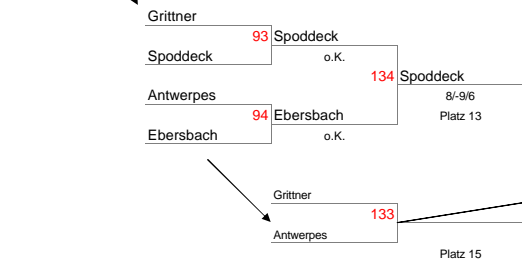 Grittner
93 Spoddeck
Spoddeck
o.K.
134 Spoddeck
Antwerpes
8/-9/6
94 Ebersbach
Platz 13
Ebersbach
o.K.
Grittner
133
Antwerpes
Platz 15